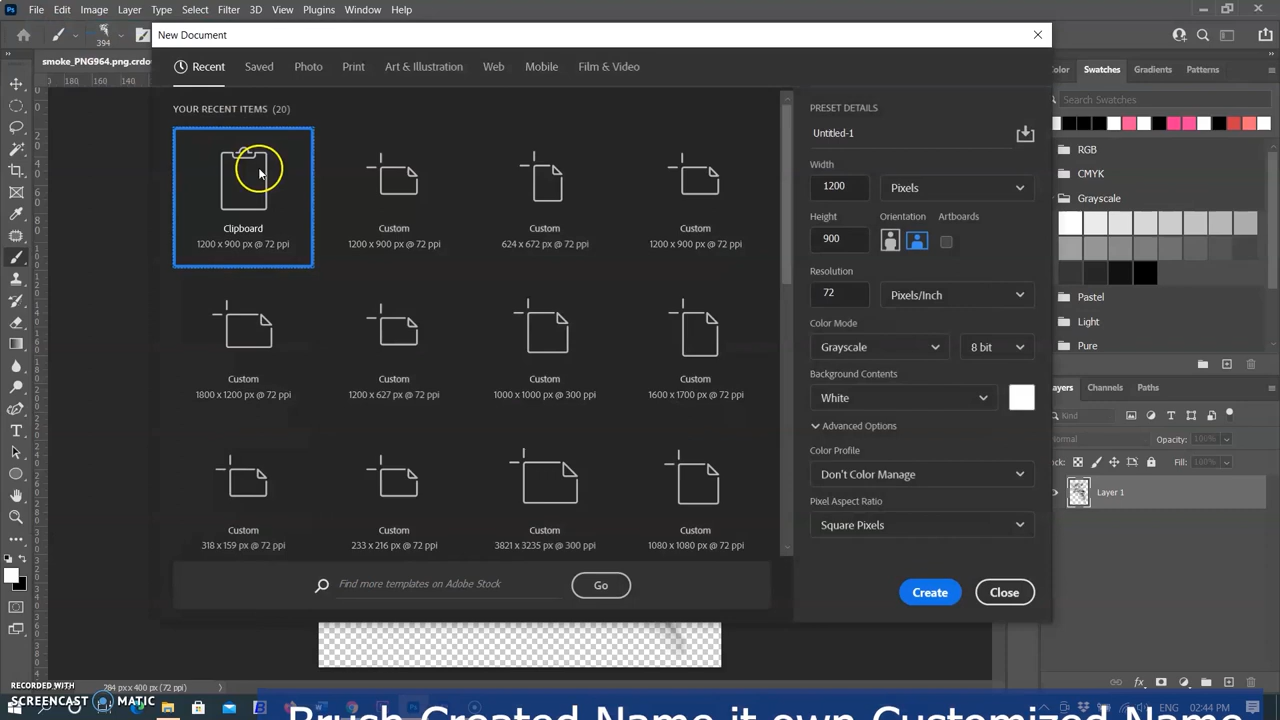 Ps File Edit Image Layer Type Select Filter 3D View Plugins Window Help
394
smoke_PNG964.png.crdow
New Document
Recent Saved Photo Print Art & Illustration Web Mobile Film & Video
YOUR RECENT ITEMS (20)
Clipboard
1200 x 900 px @ 72 ppi
Custom
1200 x 900 px @ 72 ppi
Custom
624 x 672 px @ 72 ppi
Custom
1200 x 900 px @ 72 ppi
Custom
1800 x 1200 px @ 72 ppi
Custom
1200 x 627 px @ 72 ppi
Custom
1000 x 1000 px @ 300 ppi
Custom
1600 x 1700 px @ 72 ppi
Custom
318 x 159 px @ 72 ppi
Custom
233 x 216 px @ 72 ppi
Custom
3821 x 3235 px @ 300 ppi
Custom
1080 x 1080 px @ 72 ppi
Find more templates on Adobe Stock
Go
PRESET DETAILS
Untitled-1
Width
1200 Pixels
Height Orientation Artboards
900
Resolution
72 Pixels/Inch
Color Mode
Grayscale 8 bit
Background Contents
White
Advanced Options
Color Profile
Don't Color Manage
Pixel Aspect Ratio
Square Pixels
Create Close
Color Swatches Gradients Patterns
Search Swatches
RGB
CMYK
Grayscale
Pastel
Light
Pure
Layers Channels Paths
Kind
Normal Opacity: 100%
Lock: Fill: 100%
Layer 1
284 px x 400 px (72 ppi)
RECORDED WITH
SCREENCAST MATIC
02:44 PM
Brush Created Name it own Customized Na